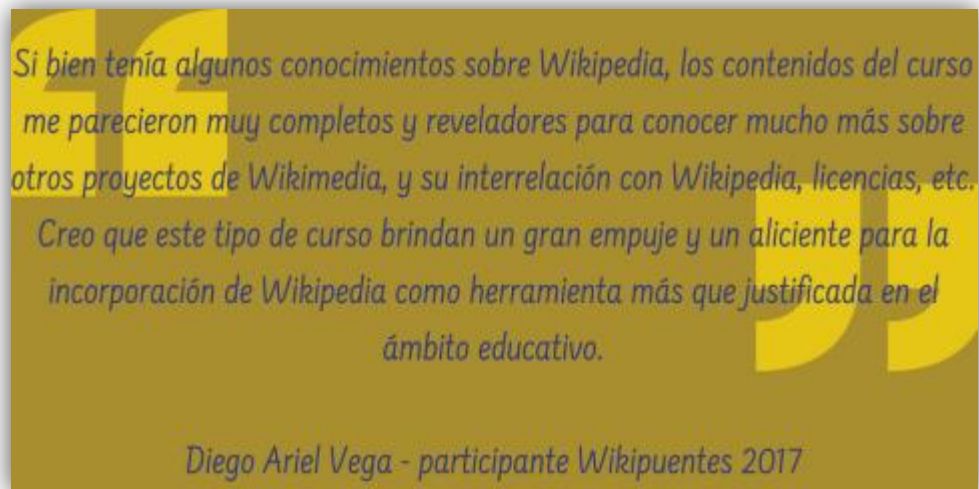 Si bien tenía algunos conocimientos sobre Wikipedia, los contenidos del curso
me parecieron muy completos y reveladores para conocer mucho más sobre
otros proyectos de Wikimedia, y su interrelación con Wikipedia, licencias, etc.
Creo que este tipo de curso brindan un gran empuje y un aliciente para la
incorporación de Wikipedia como herramienta más que justificada en el
ámbito educativo.
Diego Ariel Vega - participante Wikipuentes 2017